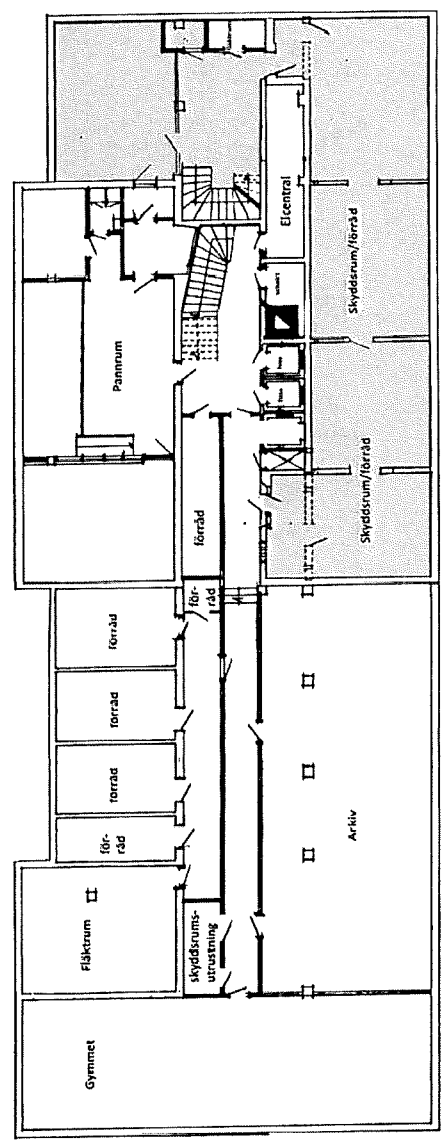 Elcentral
Skyddsrum/förråd
Pannrum
Skyddsrum/förråd
förråd
för-
råd
förråd
förråd
förråd
för-
råd
Arkiv
Fläktrum
skyddsrums-
utrustning
Gymmet